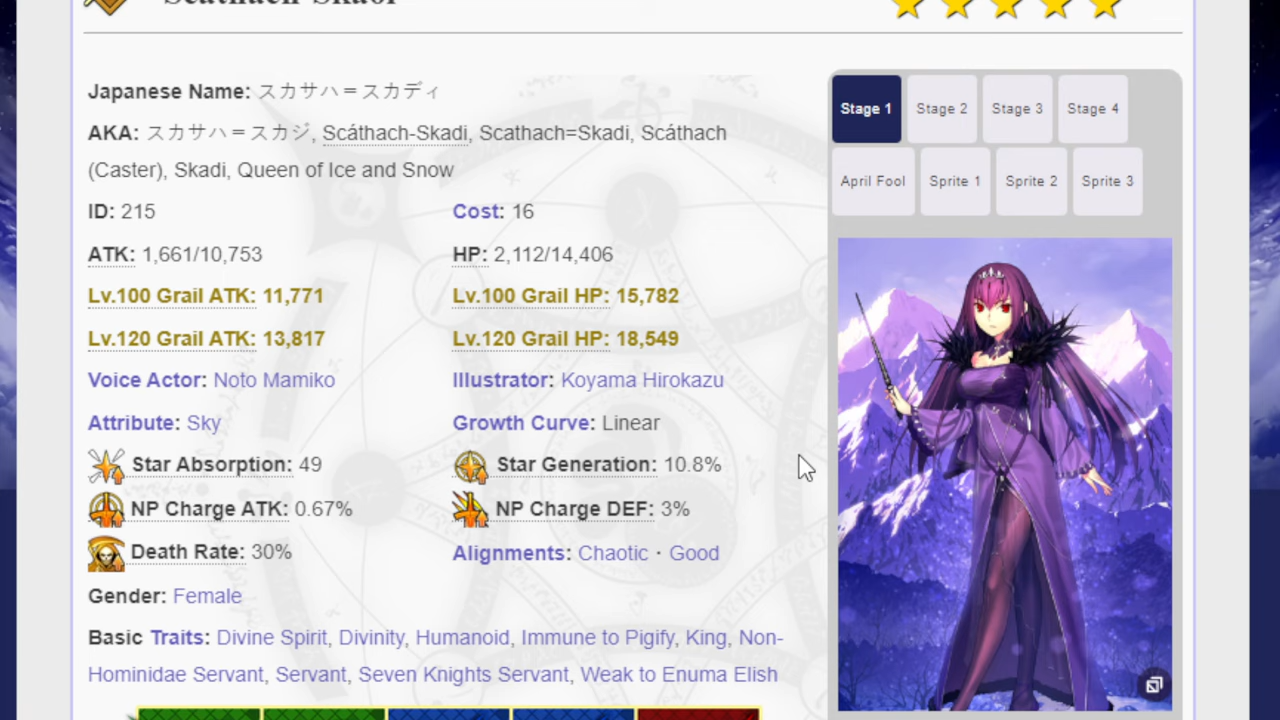 Japanese Name: スカサハ＝スカディ
AKA: スカサハ＝スカジ, Scáthach-Skadi, Scathach=Skadi, Scáthach
(Caster), Skadi, Queen of Ice and Snow
ID: 215 Cost: 16
ATK: 1,661/10,753 HP: 2,112/14,406
Lv.100 Grail ATK: 11,771 Lv.100 Grail HP: 15,782
Lv.120 Grail ATK: 13,817 Lv.120 Grail HP: 18,549
Voice Actor: Noto Mamiko Illustrator: Koyama Hirokazu
Attribute: Sky Growth Curve: Linear
Star Absorption: 49 Star Generation: 10.8%
NP Charge ATK: 0.67% NP Charge DEF: 3%
Death Rate: 30% Alignments: Chaotic・Good
Gender: Female
Basic Traits: Divine Spirit, Divinity, Humanoid, Immune to Pigify, King, Non-
Hominidae Servant, Servant, Seven Knights Servant, Weak to Enuma Elish
Stage 1 Stage 2 Stage 3 Stage 4
April Fool Sprite 1 Sprite 2 Sprite 3